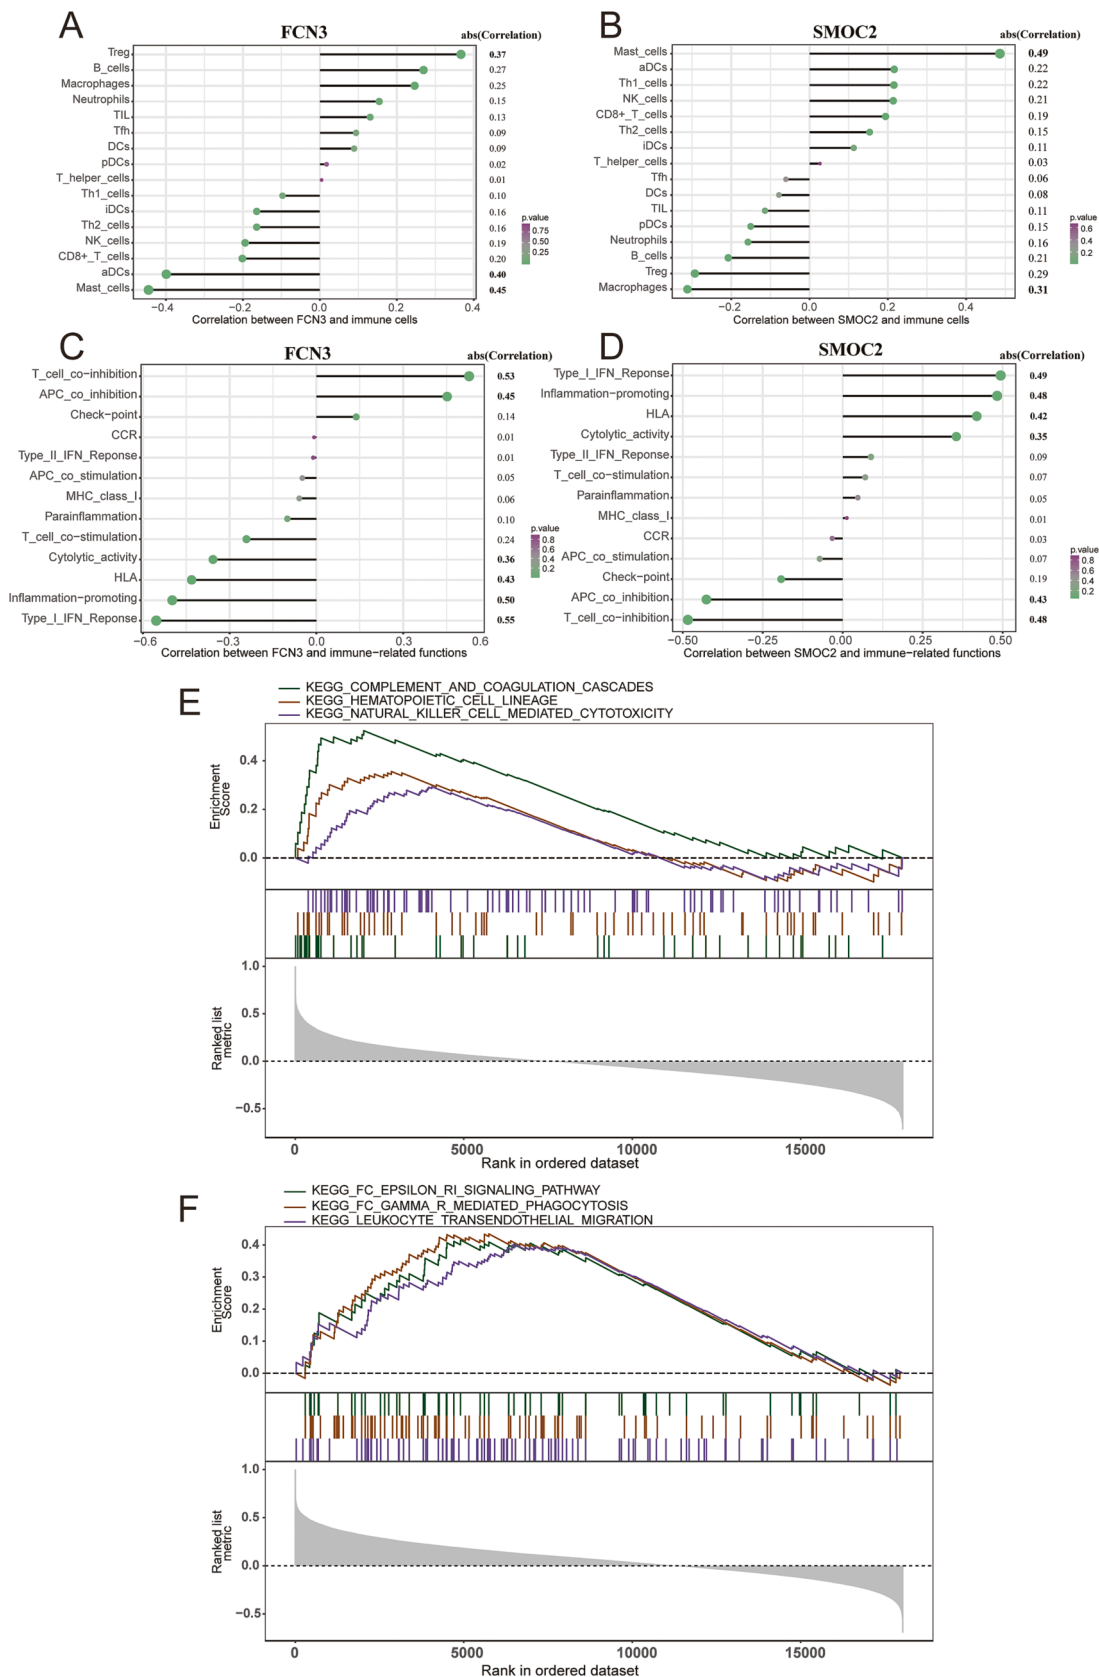 A
FCN3
abs(Correlation)
Treg 0.37
B_cells 0.27
Macrophages 0.25
Neutrophils 0.15
TIL 0.13
Tfh 0.09
DCs 0.09
pDCs 0.02
T_helper_cells 0.01
Th1_cells 0.10
iDCs 0.16
Th2_cells 0.16
NK_cells 0.19
CD8+_T_cells 0.20
aDCs 0.40
Mast_cells 0.45
p.value
0.75
0.50
0.25
−0.4 −0.2 0.0 0.2 0.4
Correlation between FCN3 and immune cells
B
SMOC2
abs(Correlation)
Mast_cells 0.49
aDCs 0.22
Th1_cells 0.22
NK_cells 0.21
CD8+_T_cells 0.19
Th2_cells 0.15
iDCs 0.11
T_helper_cells 0.03
Tfh 0.06
DCs 0.08
TIL 0.11
pDCs 0.15
Neutrophils 0.16
B_cells 0.21
Treg 0.29
Macrophages 0.31
p.value
0.6
0.4
0.2
−0.2 0.0 0.2 0.4
Correlation between SMOC2 and immune cells
C
FCN3
abs(Correlation)
T_cell_co−inhibition 0.53
APC_co_inhibition 0.45
Check−point 0.14
CCR 0.01
Type_II_IFN_Reponse 0.01
APC_co_stimulation 0.05
MHC_class_I 0.06
Parainflammation 0.10
T_cell_co−stimulation 0.24
Cytolytic_activity 0.36
HLA 0.43
Inflammation−promoting 0.50
Type_I_IFN_Reponse 0.55
p.value
0.8
0.6
0.4
0.2
−0.6 −0.3 0.0 0.3 0.6
Correlation between FCN3 and immune−related functions
D
SMOC2
abs(Correlation)
Type_I_IFN_Reponse 0.49
Inflammation−promoting 0.48
HLA 0.42
Cytolytic_activity 0.35
Type_II_IFN_Reponse 0.09
T_cell_co−stimulation 0.07
Parainflammation 0.05
MHC_class_I 0.01
CCR 0.03
APC_co_stimulation 0.07
Check−point 0.19
APC_co_inhibition 0.43
T_cell_co−inhibition 0.48
p.value
0.8
0.6
0.4
0.2
−0.50 −0.25 0.00 0.25 0.50
Correlation between SMOC2 and immune−related functions
E
KEGG_COMPLEMENT_AND_COAGULATION_CASCADES
KEGG_HEMATOPOIETIC_CELL_LINEAGE
KEGG_NATURAL_KILLER_CELL_MEDIATED_CYTOTOXICITY
Enrichment
Score
0.4
0.2
0.0
Ranked list
metric
1.0
0.5
0.0
−0.5
0 5000 10000 15000
Rank in ordered dataset
F
KEGG_FC_EPSILON_RI_SIGNALING_PATHWAY
KEGG_FC_GAMMA_R_MEDIATED_PHAGOCYTOSIS
KEGG_LEUKOCYTE_TRANSENDOTHELIAL_MIGRATION
Enrichment
Score
0.4
0.3
0.2
0.1
0.0
Ranked list
metric
1.0
0.5
0.0
−0.5
0 5000 10000 15000
Rank in ordered dataset